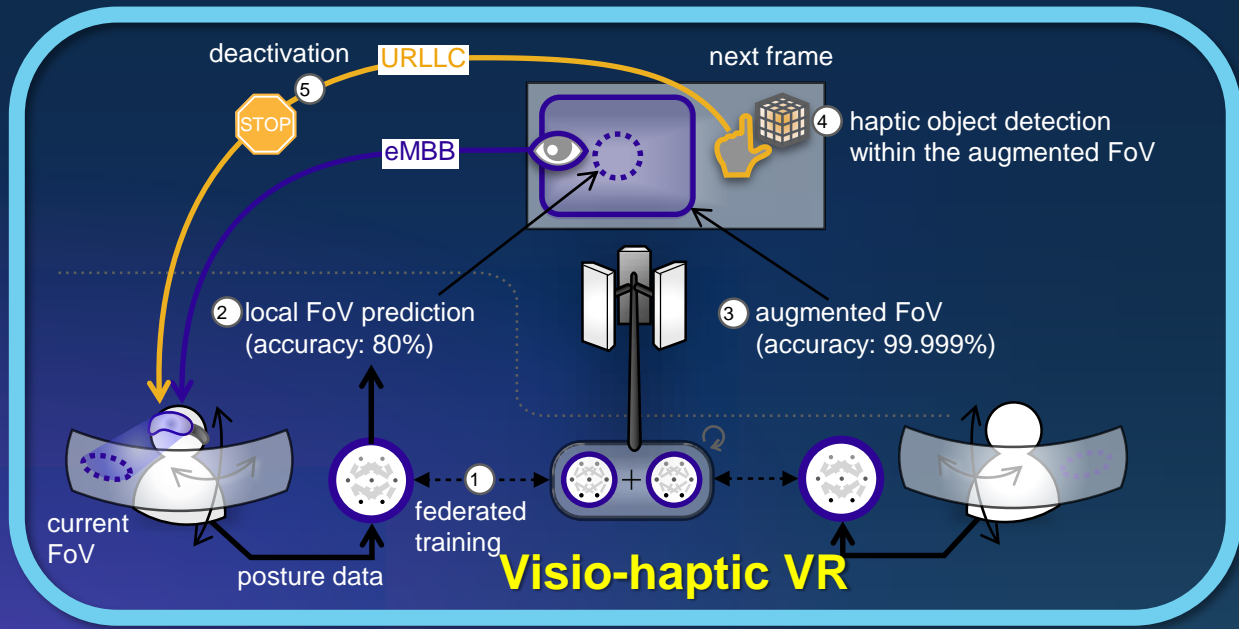 deactivation
URLLC
next frame
5
STOP
4
haptic object detection
within the augmented FoV
eMBB
2
local FoV prediction
(accuracy: 80%)
3
augmented FoV
(accuracy: 99.999%)
1
+
federated
training
current
FoV
posture data
Visio-haptic VR